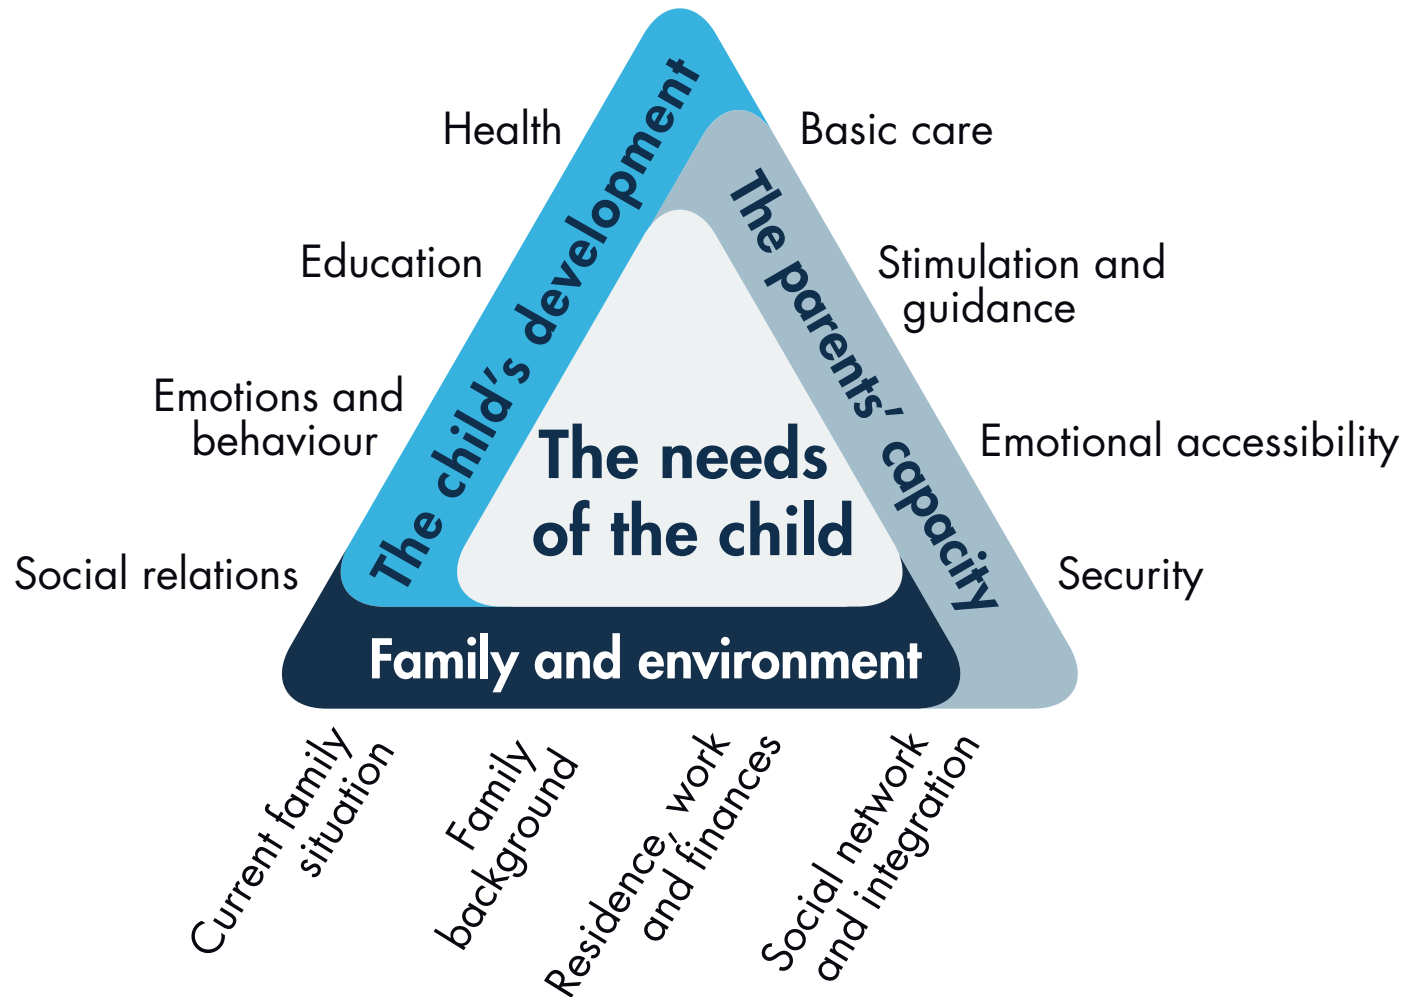 Health
Education
Emotions and
behaviour
Social relations
The child's development
Basic care
Stimulation and
guidance
Emotional accessibility
Security
The parents' capacity
The needs
of the child
Family and environment
Current family
situation
Family
background
Residence, work
and finances
Social network
and integration